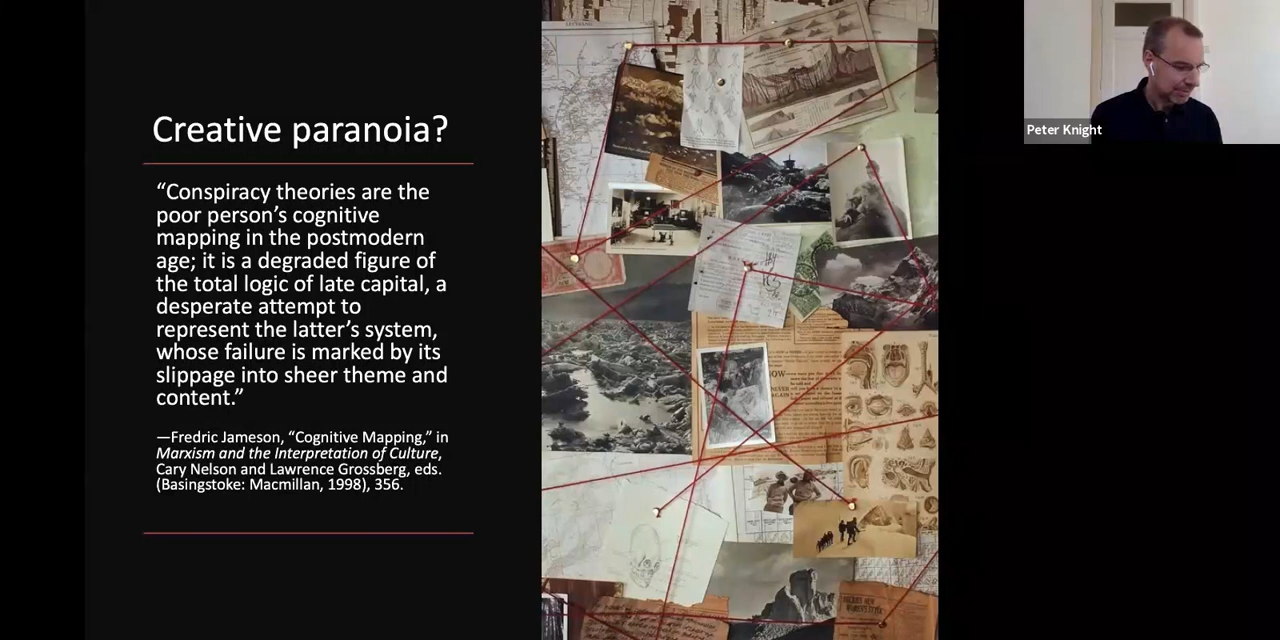 Creative paranoia?
“Conspiracy theories are the
poor person’s cognitive
mapping in the postmodern
age; it is a degraded figure of
the total logic of late capital, a
desperate attempt to
represent the latter’s system,
whose failure is marked by its
slippage into sheer theme and
content.”
—Fredric Jameson, “Cognitive Mapping,” in
Marxism and the Interpretation of Culture,
Cary Nelson and Lawrence Grossberg, eds.
(Basingstoke: Macmillan, 1998), 356.
Peter Knight